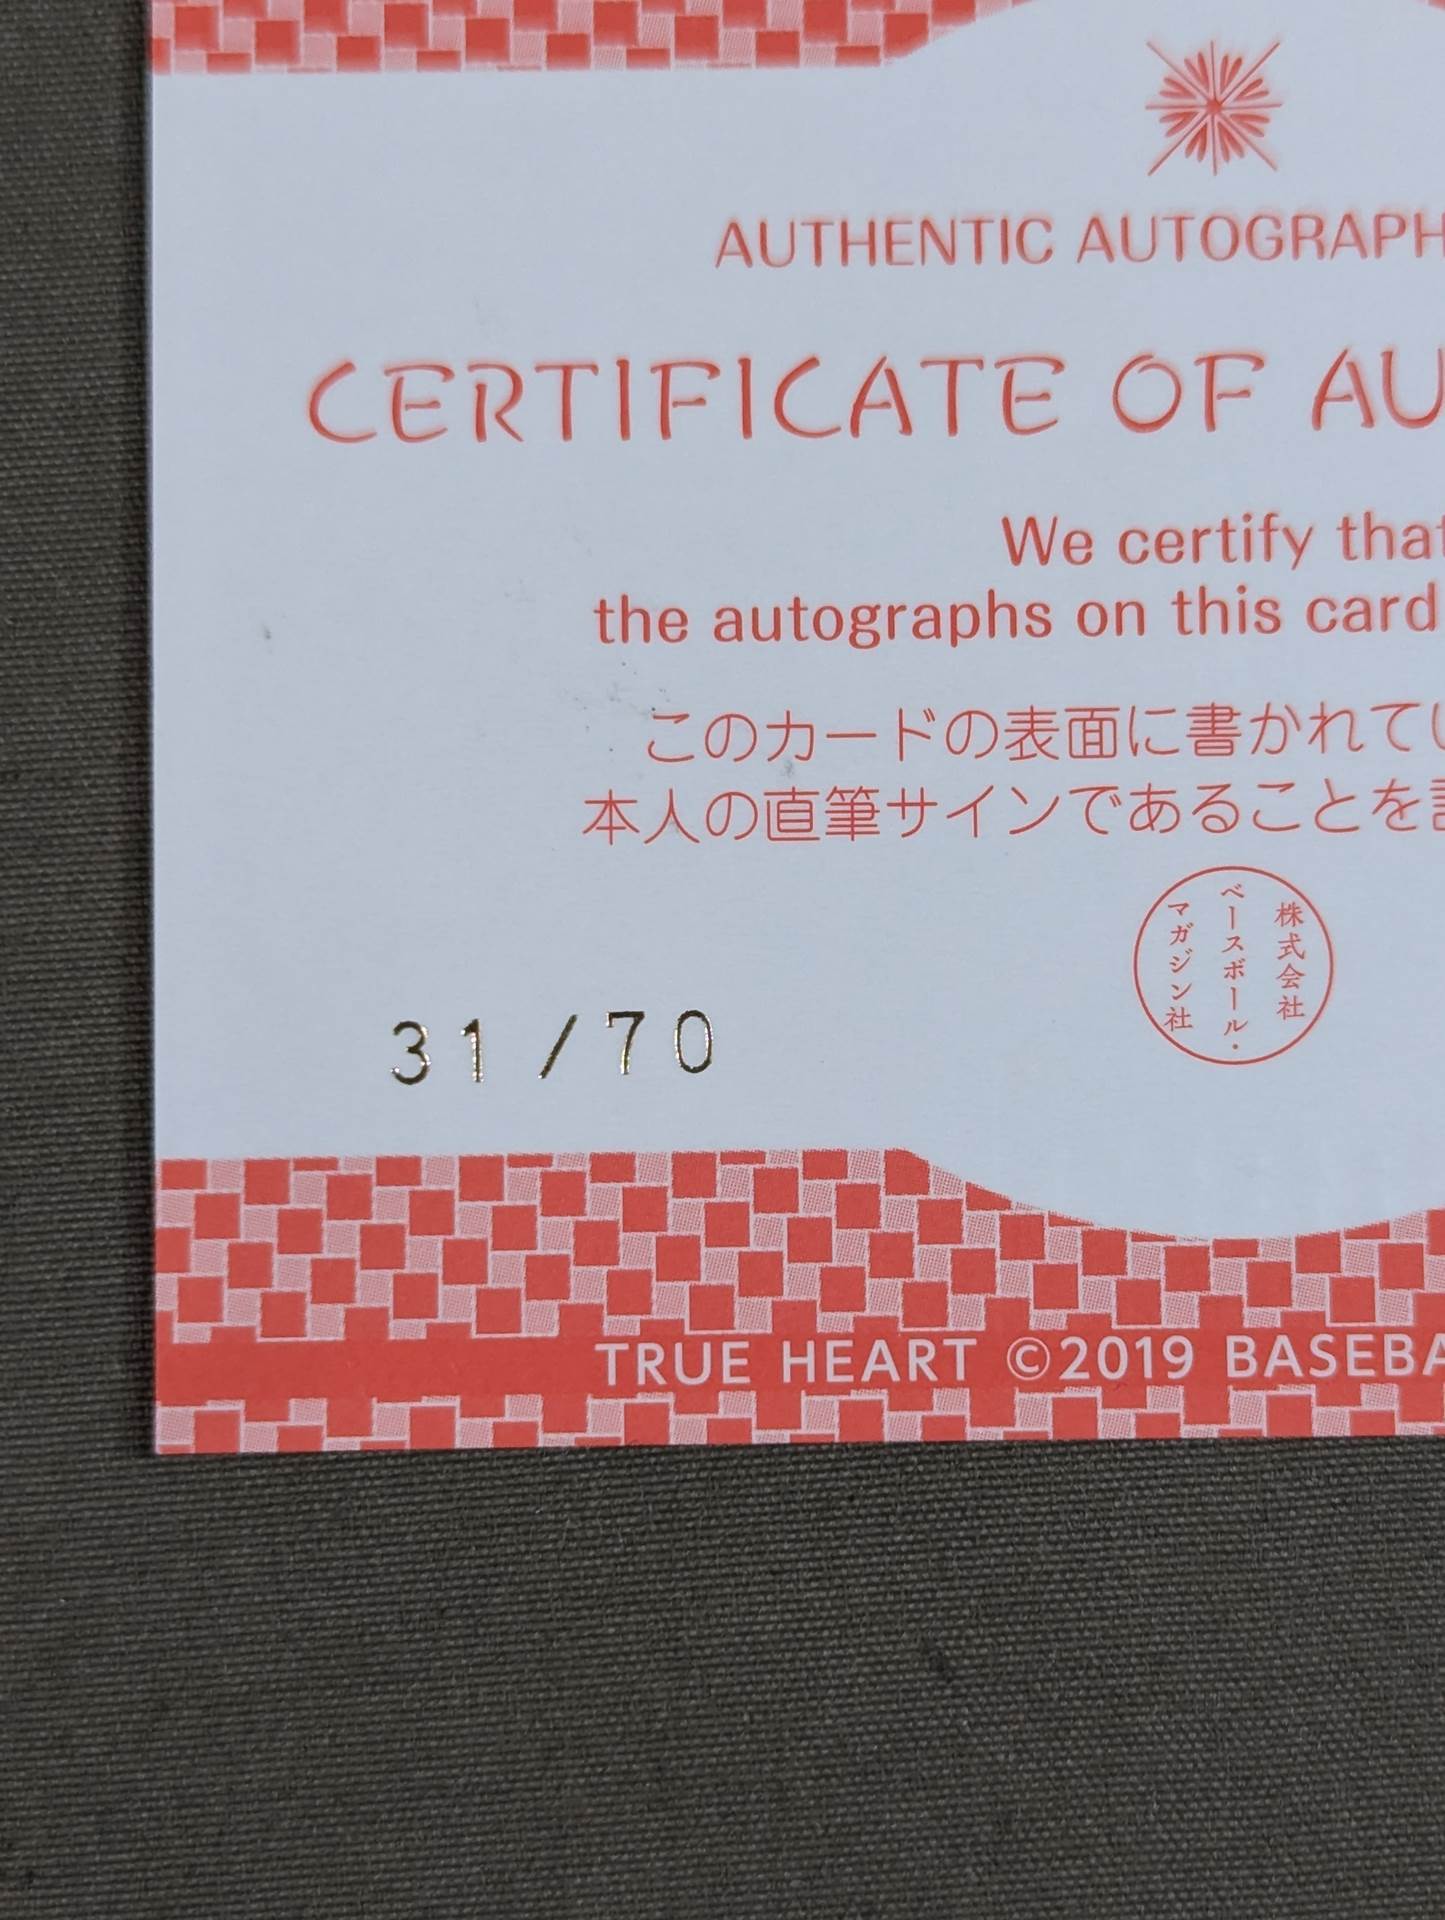 AUTHENTIC AUTOGRAPH
CERTIFICATE OF AU
We certify that
the autographs on this card
このカードの表面に書かれてい
本人の直筆サインであることを
株式会社
ベースボール・
マガジン社
31/70
TRUE HEART ©2019 BASEBA